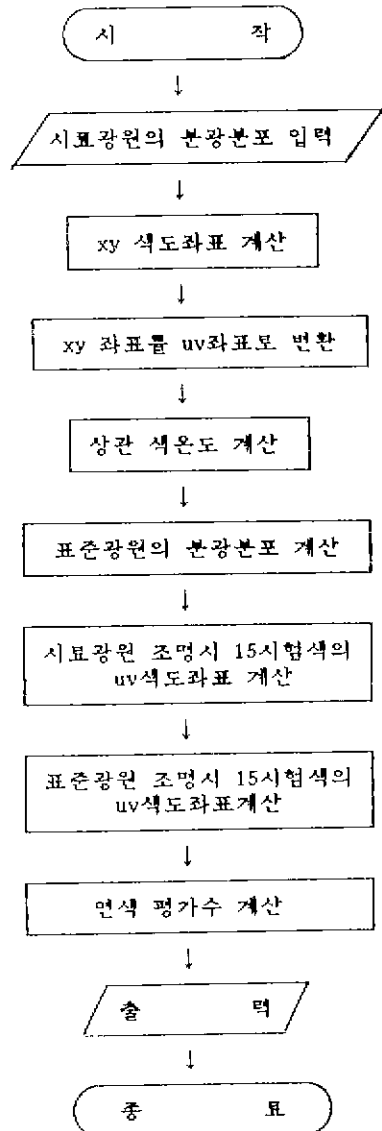 시 작
↓
시료광원의 분광분포 입력
↓
xy 색도좌표 계산
↓
xy 좌표를 uv좌표로 변환
↓
상관 색온도 계산
↓
표준광원의 분광분포 계산
↓
시료광원 조명시 15시험색의
uv색도좌표 계산
↓
표준광원 조명시 15시험색의
uv색도좌표계산
↓
연색 평가수 계산
↓
출 력
↓
종 료